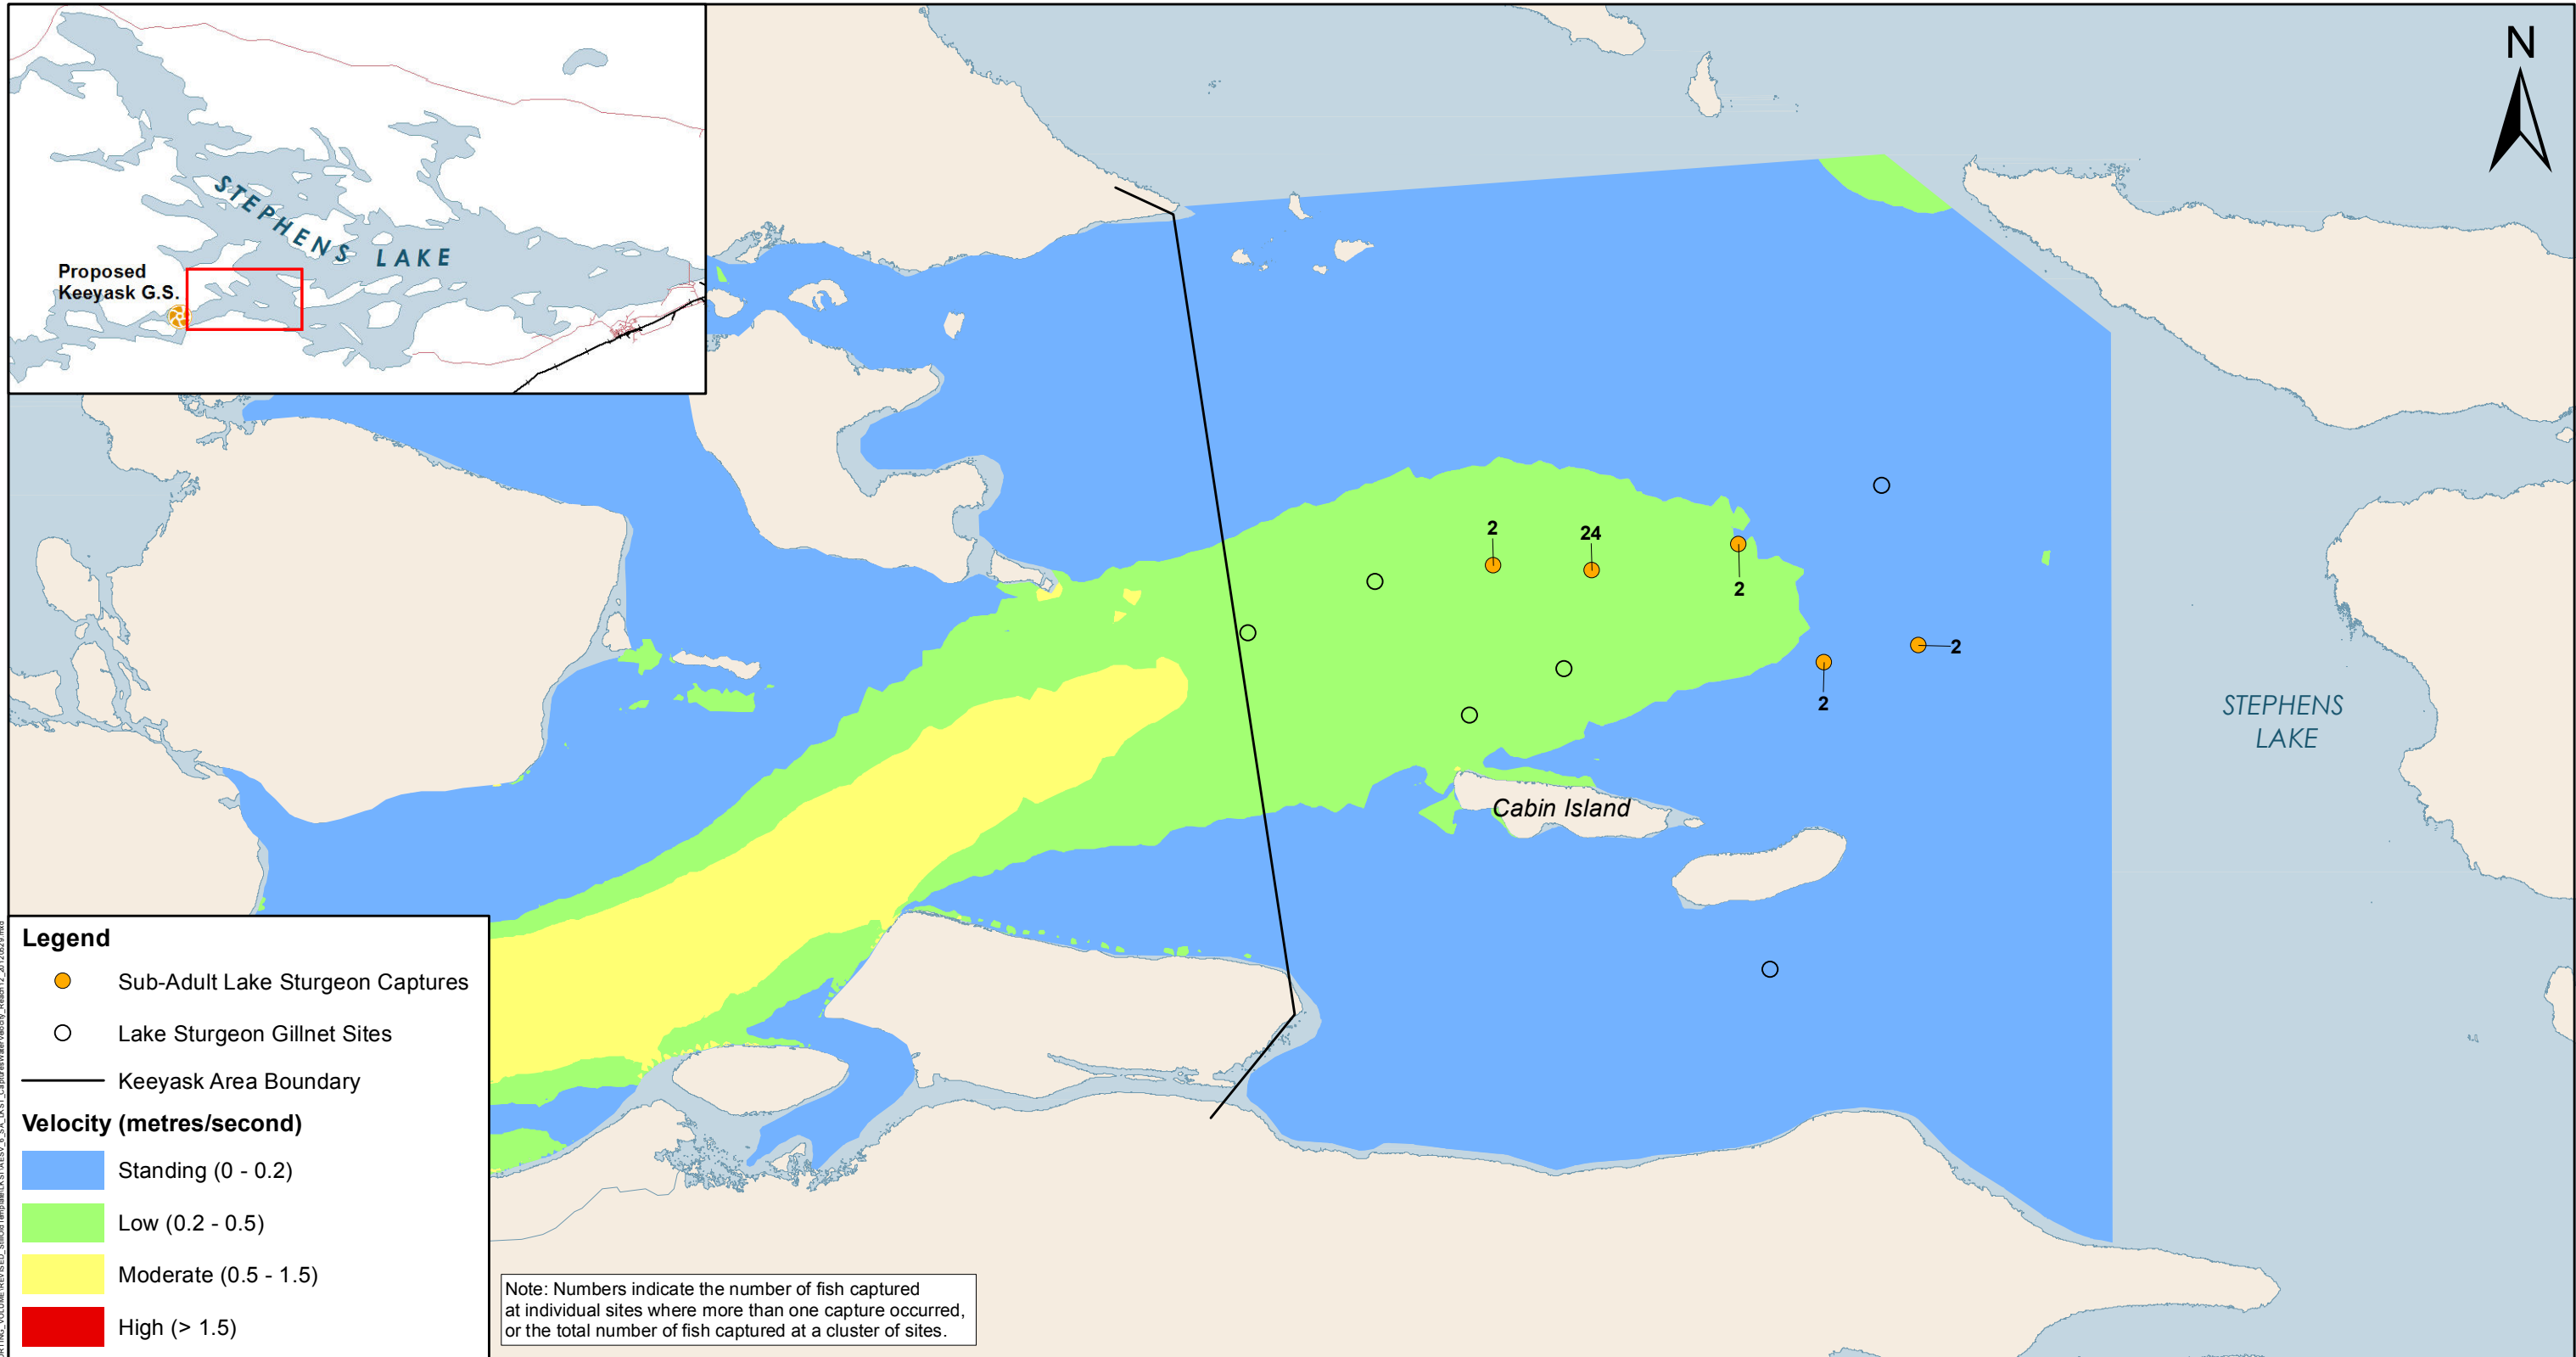 STEPHENS LAKE
Proposed
Keeyask G.S.
N
2
24
2
2
2
STEPHENS
LAKE
Cabin Island
Legend
Sub-Adult Lake Sturgeon Captures
Lake Sturgeon Gillnet Sites
Keeyask Area Boundary
Velocity (metres/second)
Standing (0 - 0.2)
Low (0.2 - 0.5)
Moderate (0.5 - 1.5)
High (> 1.5)
Note: Numbers indicate the number of fish captured
at individual sites where more than one capture occurred,
or the total number of fish captured at a cluster of sites.